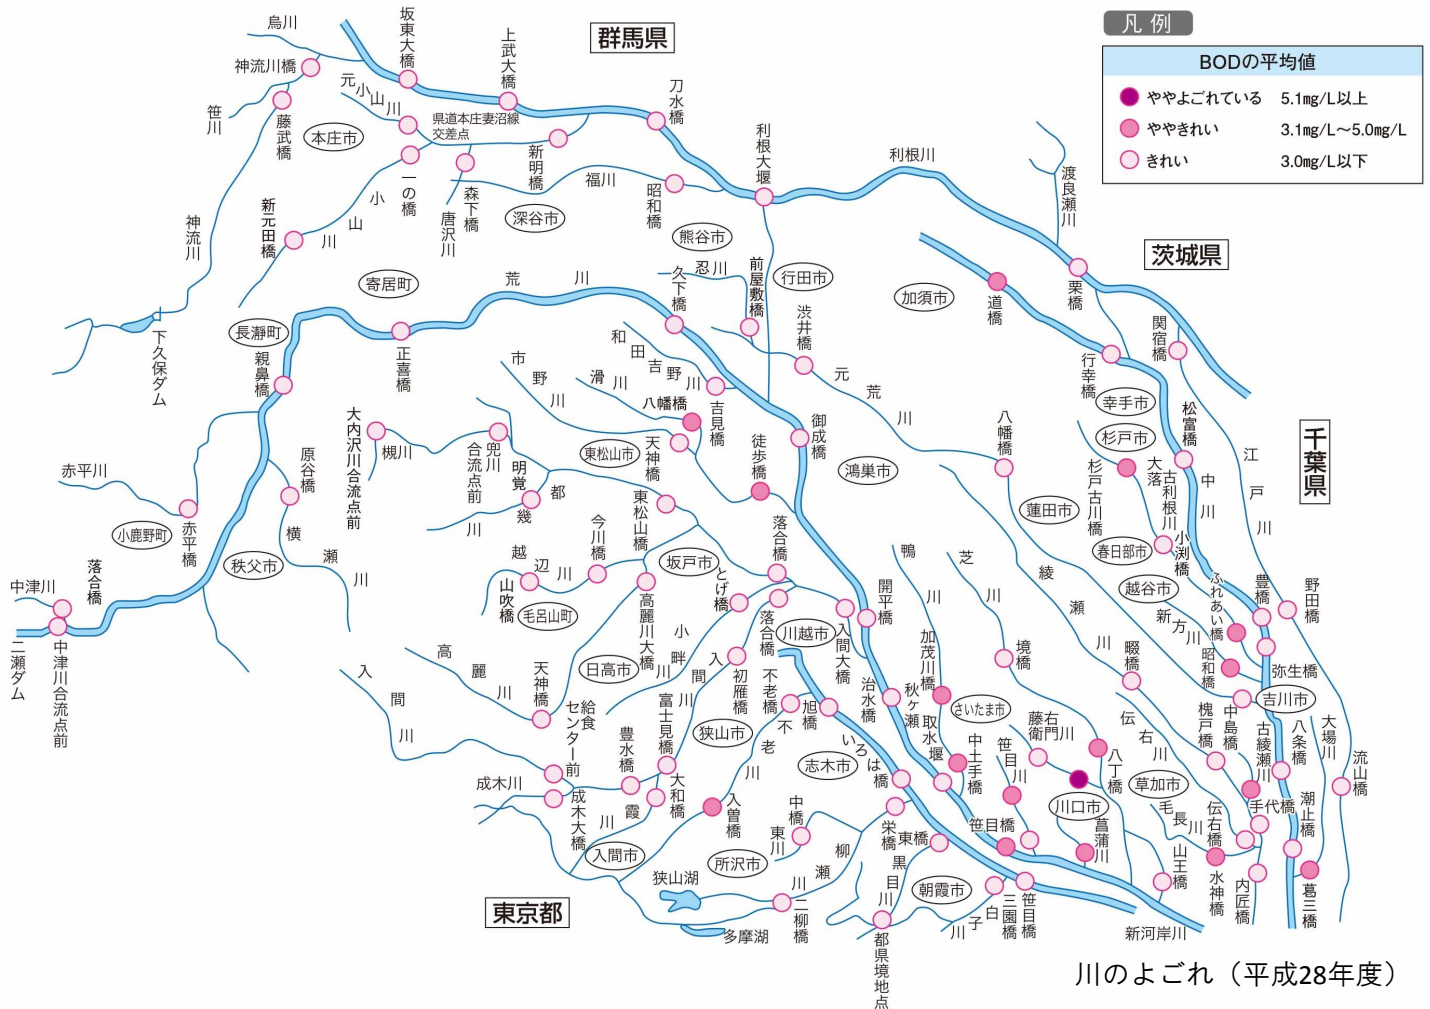 凡例
BODの平均値
ややよごれている 5.1mg/L以上
ややきれい 3.1mg/L～5.0mg/L
きれい 3.0mg/L以下
群馬県
茨城県
千葉県
東京都
烏川
神流川橋
笹川
藤武橋
本庄市
坂東大橋
元小山川
上武大橋
県道本庄妻沼線
交差点
一の橋
新明橋
森下橋
唐沢川
深谷市
福川
昭和橋
刀水橋
利根大堰
利根川
渡良瀬川
栗橋
神流川
新元田橋
小山川
下久保ダム
寄居町
長瀞町
親鼻橋
正喜橋
荒川
久下橋
熊谷市
忍川
前屋敷橋
行田市
渋井橋
加須市
道橋
行幸橋
関宿橋
和田吉野川
吉見橋
市野川
滑川
八幡橋
天神橋
東松山市
徒歩橋
御成橋
鴻巣市
元荒川
八幡橋
蓮田市
幸手市
杉戸市
松富橋
杉戸古川橋
大落古利根川
中川
江戸川
小渕橋
春日部市
越谷市
新方川
ふれあい橋
昭和橋
豊橋
野田橋
弥生橋
吉川市
大内沢川合流点前
槻川
兜川
合流点前
明覚
都幾川
東松山橋
赤平川
赤平橋
小鹿野町
原谷橋
横瀬川
秩父市
中津川
落合橋
二瀬ダム
中津川合流点前
越辺川
山吹橋
今川橋
毛呂山町
坂戸市
高麗川大橋
とげ橋
落合橋
落合橋
小畔川
川越市
入間大橋
開平橋
高麗川
天神橋
日高市
入間川
初雁橋
不老橋
不老川
旭橋
治水橋
秋ケ瀬取水堰
鴨川
加茂川橋
芝川
境橋
綾瀬川
畷橋
さいたま市
中土手橋
笹目川
藤右衛門川
八丁橋
伝右川
槐戸橋
中島橋
古綾瀬川
八条橋
大場川
流山橋
入間川
給食センター前
成木川
成木大橋
豊水橋
富士見橋
大和橋
霞川
入間市
狭山市
入曽橋
志木市
いろは橋
川口市
草加市
毛長川
伝右橋
手代橋
潮止橋
中橋
東川
所沢市
柳瀬川
栄橋
東橋
黒目川
笹目橋
菖蒲川
山王橋
水神橋
内匠橋
葛三橋
狭山湖
多摩湖
二柳橋
朝霞市
都県境地点
白子川
三園橋
笹目橋
新河岸川
川のよごれ（平成28年度）